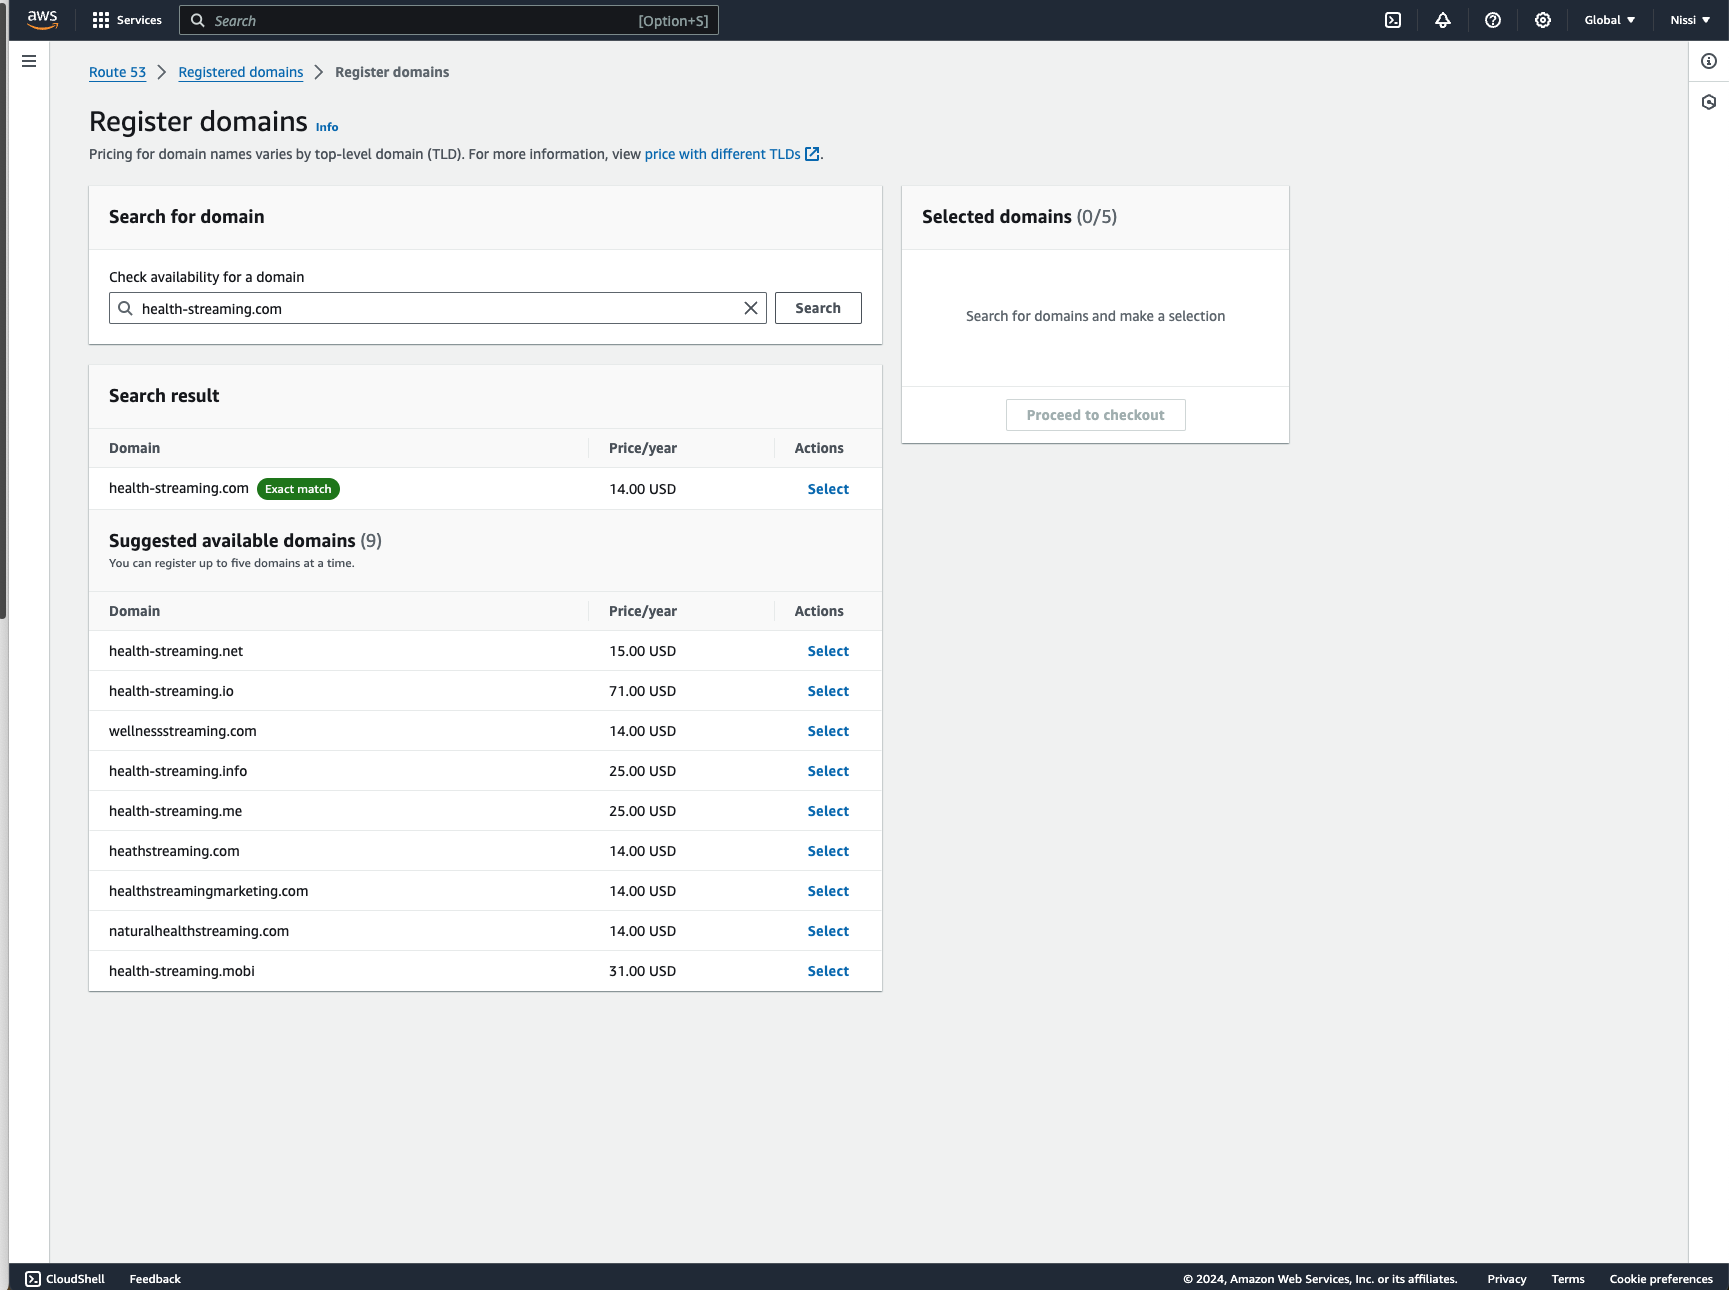 aws
Services
Search [Option+S]
Global
Nissi
Route 53 > Registered domains > Register domains
Register domains Info
Pricing for domain names varies by top-level domain (TLD). For more information, view price with different TLDs.
Search for domain
Check availability for a domain
health-streaming.com
Search
Selected domains (0/5)
Search for domains and make a selection
Proceed to checkout
Search result
Domain Price/year Actions
health-streaming.com Exact match 14.00 USD Select
Suggested available domains (9)
You can register up to five domains at a time.
Domain Price/year Actions
health-streaming.net 15.00 USD Select
health-streaming.io 71.00 USD Select
wellnessstreaming.com 14.00 USD Select
health-streaming.info 25.00 USD Select
health-streaming.me 25.00 USD Select
heathstreaming.com 14.00 USD Select
healthstreamingmarketing.com 14.00 USD Select
naturalhealthstreaming.com 14.00 USD Select
health-streaming.mobi 31.00 USD Select
CloudShell Feedback © 2024, Amazon Web Services, Inc. or its affiliates. Privacy Terms Cookie preferences